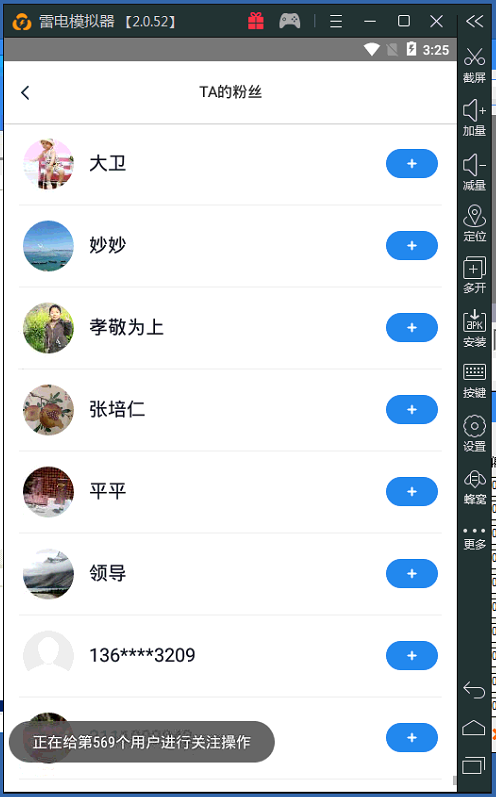 雷电模拟器 【2.0.52】
3:25
TA的粉丝
大卫
妙妙
孝敬为上
张培仁
平平
领导
136****3209
正在给第569个用户进行关注操作
截屏
加量
减量
定位
多开
APK
安装
按键
设置
蜂窝
更多